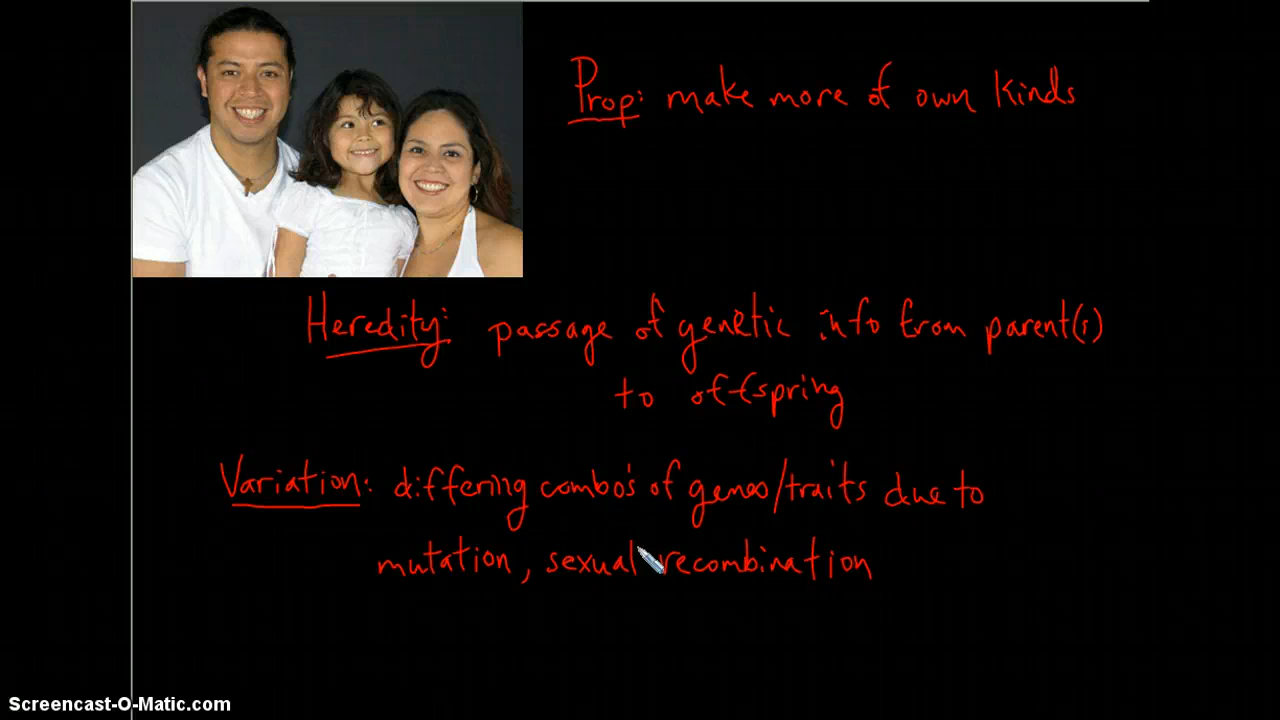 Prop: make more of own kinds
Heredity: passage of genetic info from parent(s)
to offspring
Variation: differing combo's of genes/traits due to
mutation, sexual recombination
Screencast-O-Matic.com